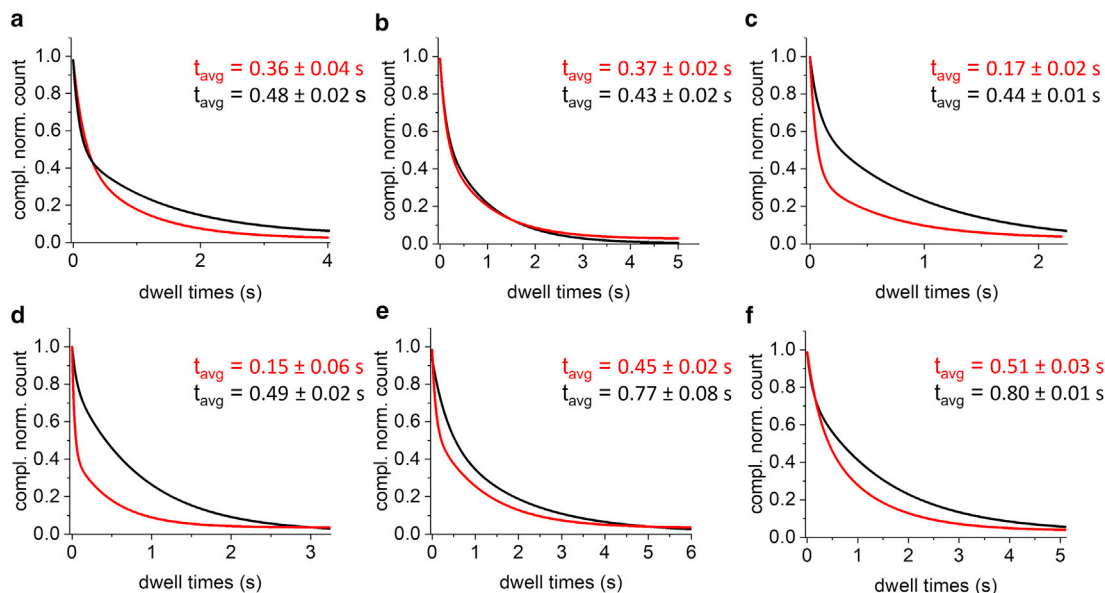 a
t_avg = 0.36 ± 0.04 s
t_avg = 0.48 ± 0.02 s
compl. norm. count
1.0
0.8
0.6
0.4
0.2
0.0
0 2 4
dwell times (s)
b
t_avg = 0.37 ± 0.02 s
t_avg = 0.43 ± 0.02 s
compl. norm. count
1.0
0.8
0.6
0.4
0.2
0.0
0 1 2 3 4 5
dwell times (s)
c
t_avg = 0.17 ± 0.02 s
t_avg = 0.44 ± 0.01 s
compl. norm. count
1.0
0.8
0.6
0.4
0.2
0.0
0 1 2
dwell times (s)
d
t_avg = 0.15 ± 0.06 s
t_avg = 0.49 ± 0.02 s
compl. norm. count
1.0
0.8
0.6
0.4
0.2
0.0
0 1 2 3
dwell times (s)
e
t_avg = 0.45 ± 0.02 s
t_avg = 0.77 ± 0.08 s
compl. norm. count
1.0
0.8
0.6
0.4
0.2
0.0
0 1 2 3 4 5 6
dwell times (s)
f
t_avg = 0.51 ± 0.03 s
t_avg = 0.80 ± 0.01 s
compl. norm. count
1.0
0.8
0.6
0.4
0.2
0.0
0 1 2 3 4 5
dwell times (s)